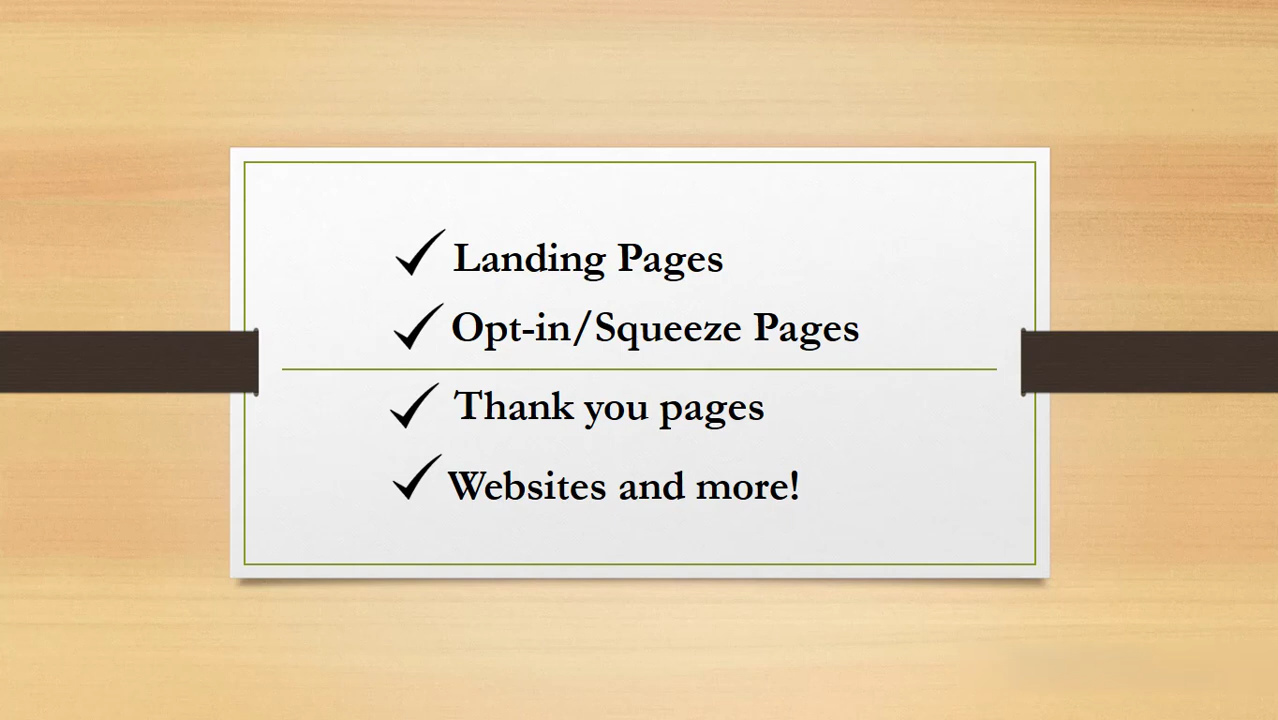 Landing Pages
Opt-in/Squeeze Pages
Thank you pages
Websites and more!